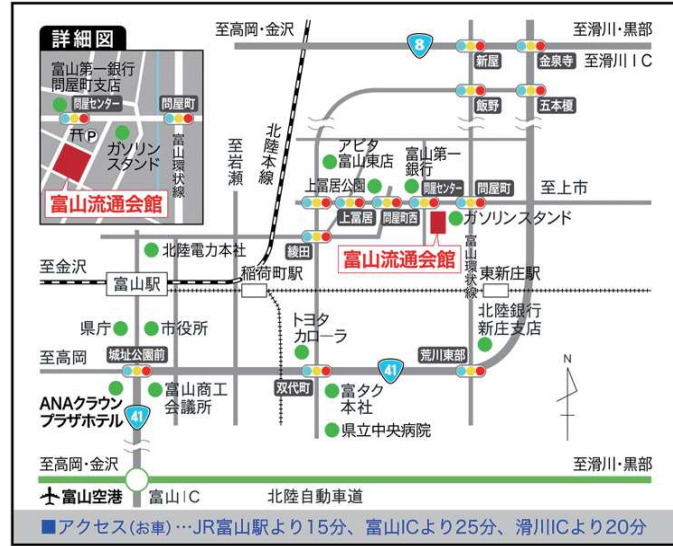 詳細図
富山第一銀行
問屋町支店
問屋センター
問屋町
P
ガソリン
スタンド
富山環状線
富山流通会館
至高岡・金沢
8
至滑川・黒部
新屋
金泉寺
至滑川IC
飯野
五本榎
至岩瀬
北陸本線
アピタ
富山東店
富山第一
銀行
上冨居公園
問屋センター
問屋町
至上市
上冨居
問屋町西
ガソリンスタンド
綾田
富山流通会館
富山環状線
北陸電力本社
至金沢
富山駅
稲荷町駅
東新庄駅
県庁
市役所
トヨタ
カローラ
北陸銀行
新庄支店
至高岡
城址公園前
41
荒川東部
N
双代町
富山商工
会議所
富タク
本社
ANAクラウン
プラザホテル
41
県立中央病院
至高岡・金沢
至滑川・黒部
富山空港
富山IC
北陸自動車道
■アクセス(お車)…JR富山駅より15分、富山ICより25分、滑川ICより20分